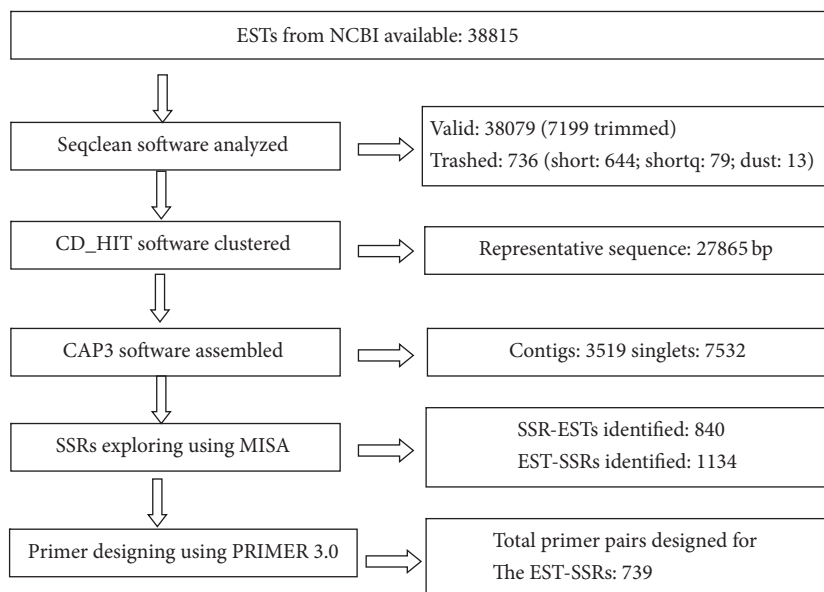 ESTs from NCBI available: 38815
Seqclean software analyzed
Valid: 38079 (7199 trimmed)
Trashed: 736 (short: 644; shortq: 79; dust: 13)
CD_HIT software clustered
Representative sequence: 27865 bp
CAP3 software assembled
Contigs: 3519 singlets: 7532
SSRs exploring using MISA
SSR-ESTs identified: 840
EST-SSRs identified: 1134
Primer designing using PRIMER 3.0
Total primer pairs designed for
The EST-SSRs: 739